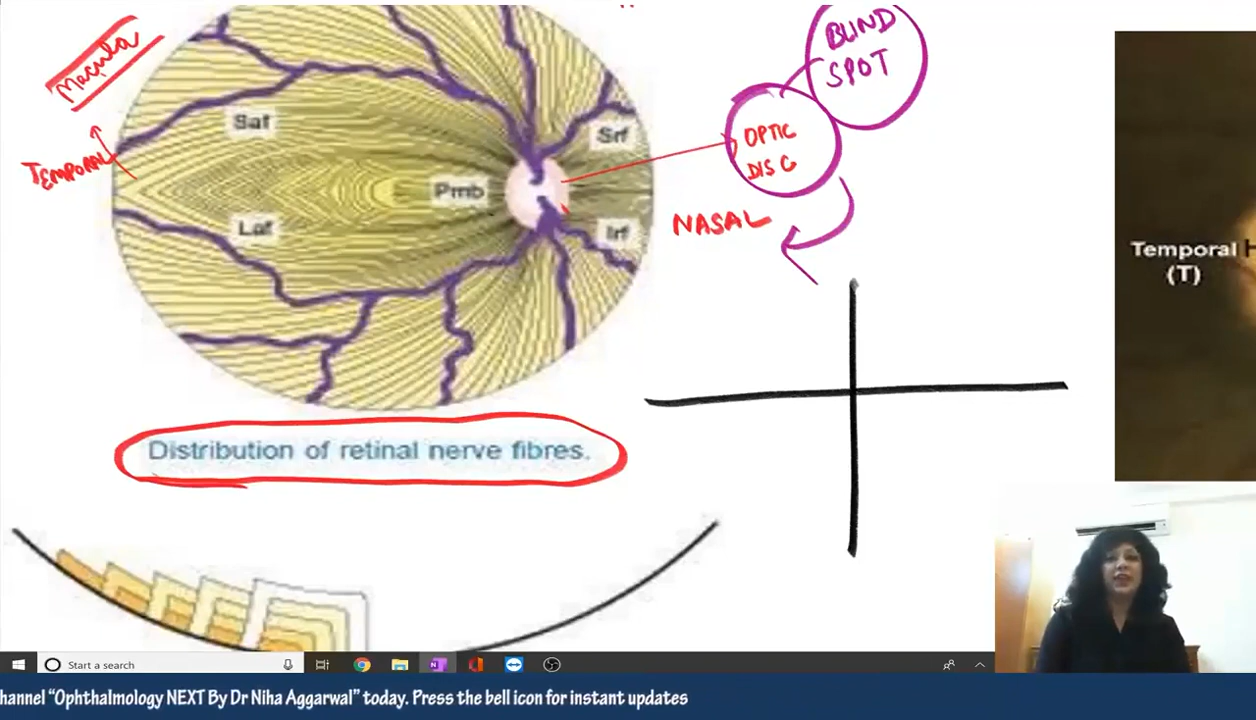 Macula
BLIND
SPOT
Saf
Srf
OPTIC
DISC
TEMPORAL
Pmb
NASAL
Laf
Irf
Temporal
(T)
Distribution of retinal nerve fibres.
Start a search
hannel “Ophthalmology NEXT By Dr Niha Aggarwal” today. Press the bell icon for instant updates